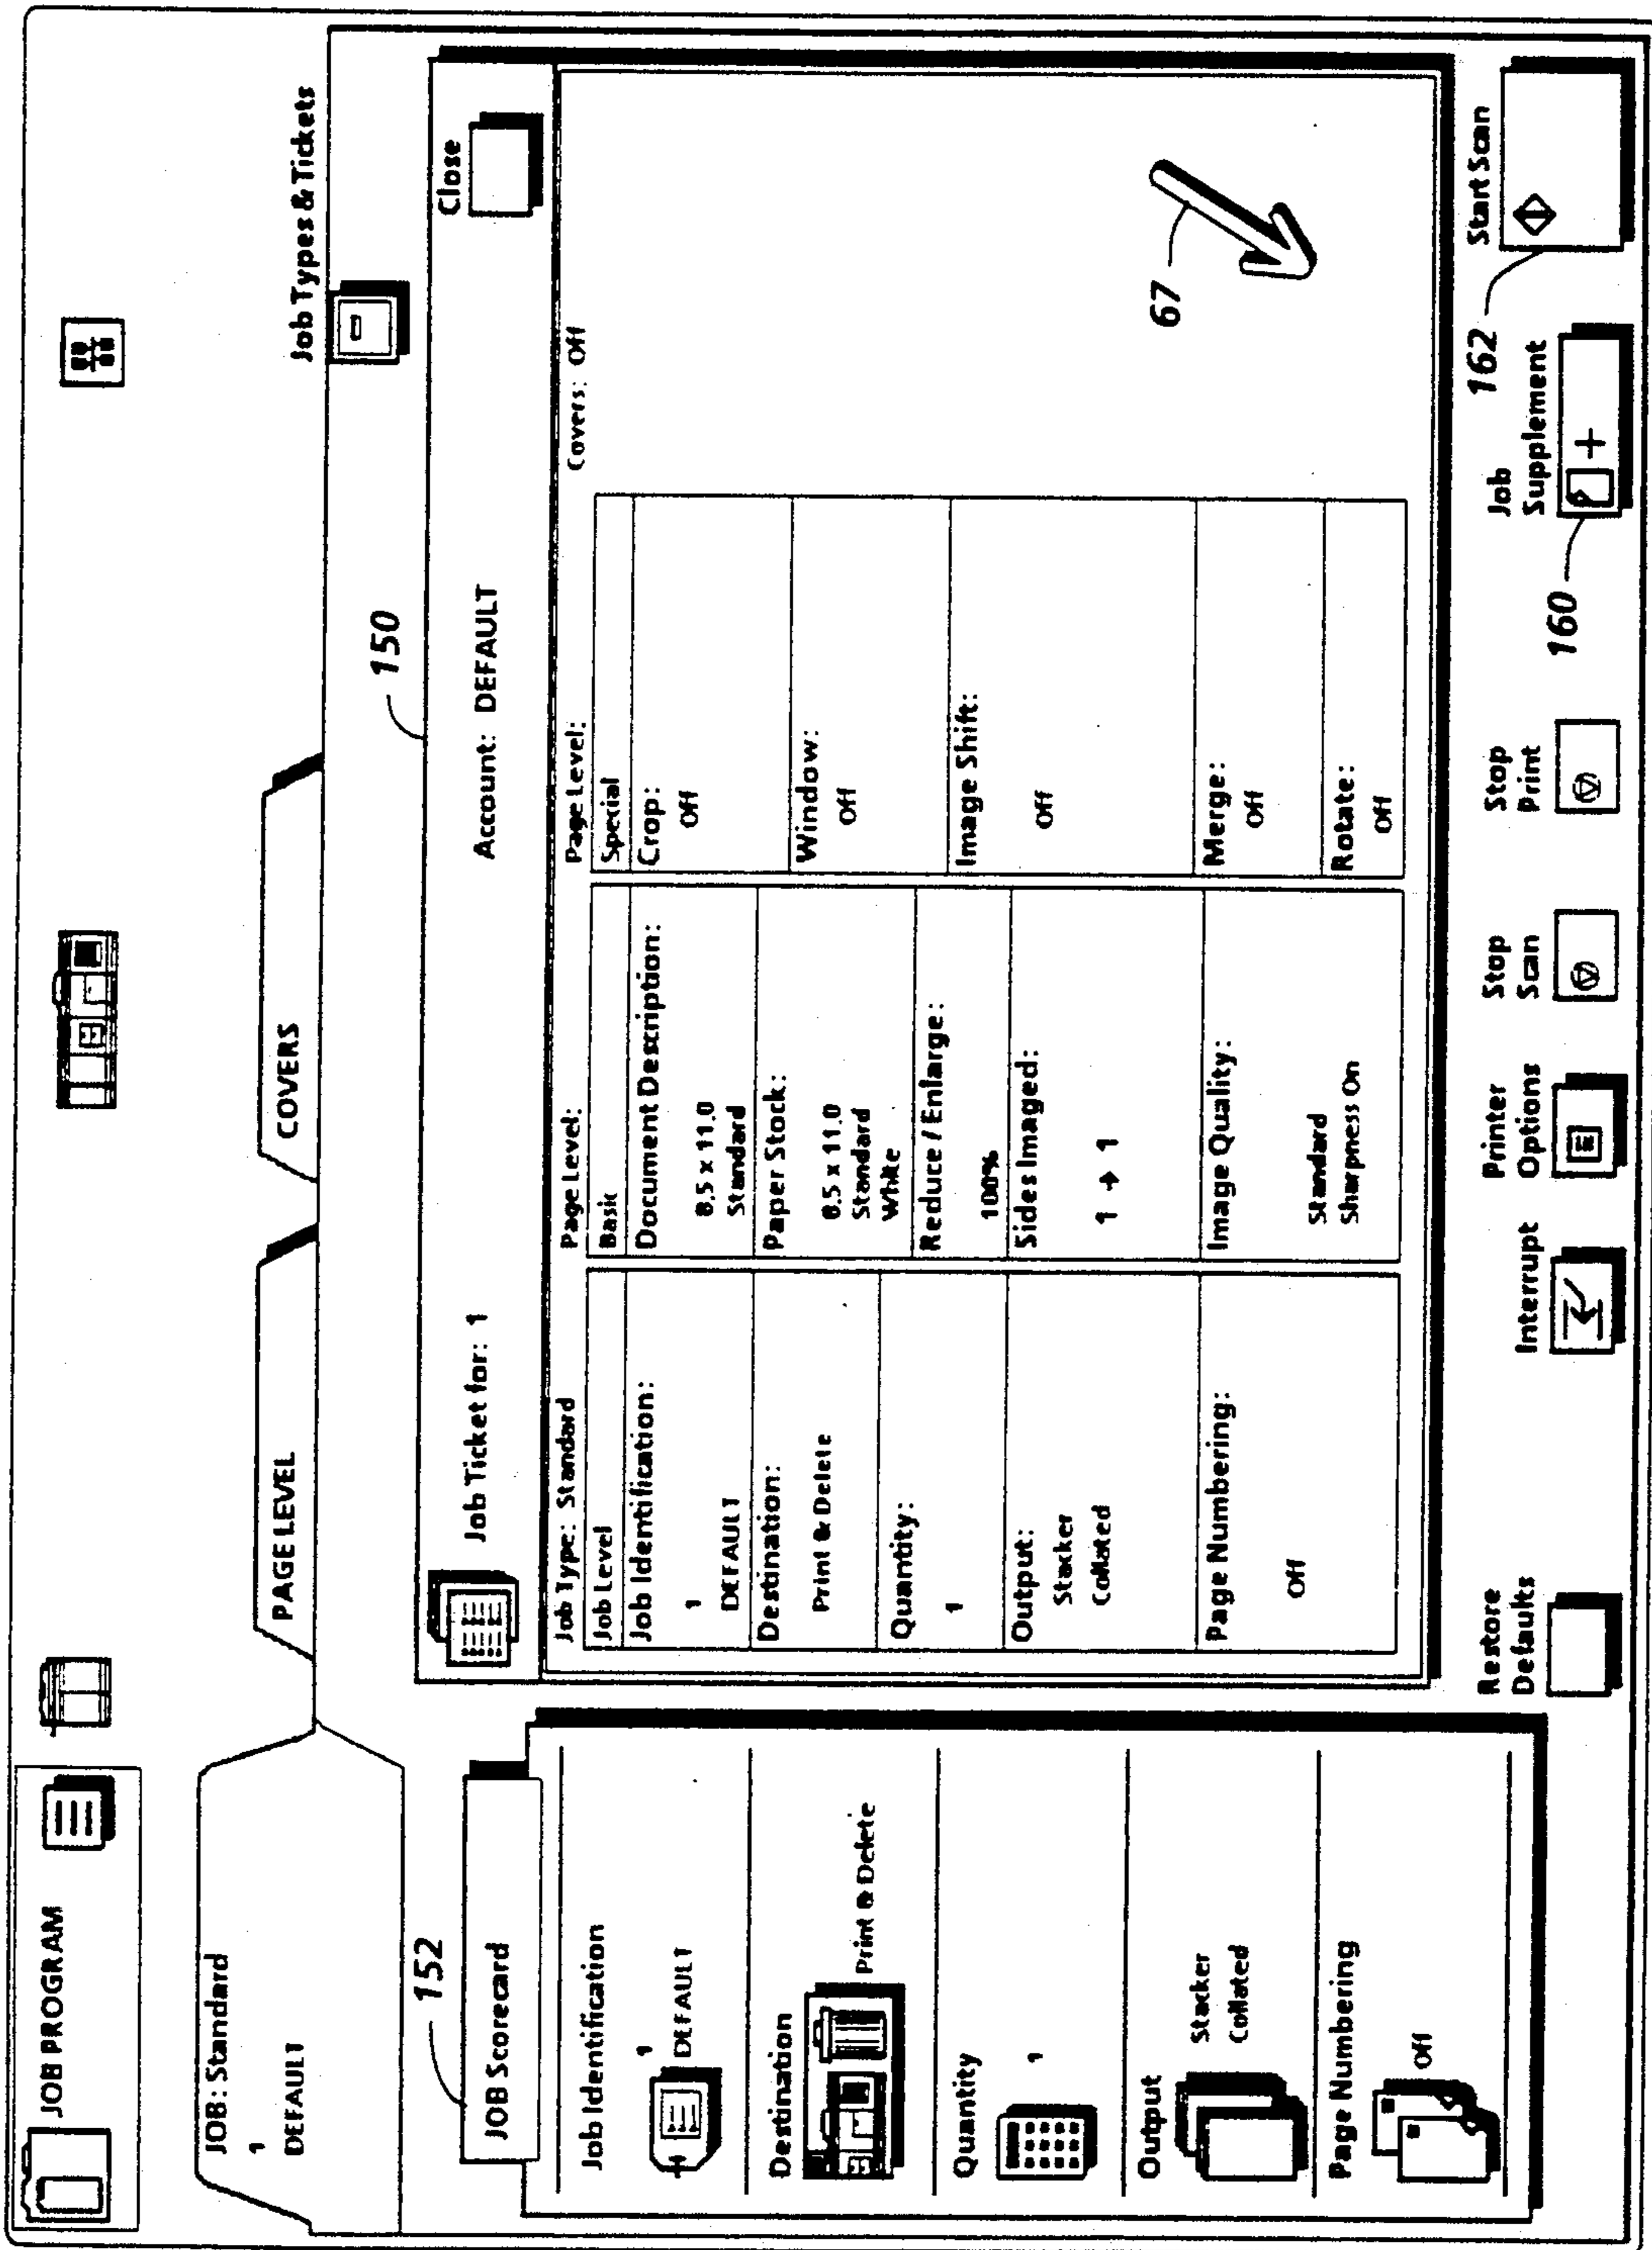 JOB PROGRAM
JOB: Standard
1
DEFAULT
PAGE LEVEL
COVERS
Job Types & Tickets
152
JOB Scorecard
Job Identification
1
DEFAULT
Destination
Print & Delete
Quantity
1
Output
Stacker
Collated
Page Numbering
Off
150
Job Ticket for: 1
Account: DEFAULT
Close
Job Type: Standard
Job Level
Job Identification:
1
DEFAULT
Destination:
Print & Delete
Quantity:
1
Output:
Stacker
Collated
Page Numbering:
Off
Page Level:
Basic
Document Description:
8.5 x 11.0
Standard
Paper Stock:
8.5 x 11.0
Standard
White
Reduce / Enlarge:
100%
Sides Imaged:
1 → 1
Image Quality:
Standard
Sharpness On
Page Level:
Special
Crop:
Off
Window:
Off
Image Shift:
Off
Merge:
Off
Rotate:
Off
Covers: Off
67
Restore
Defaults
Interrupt
Printer
Options
Stop
Scan
Stop
Print
Job
Supplement
160
Start Scan
162